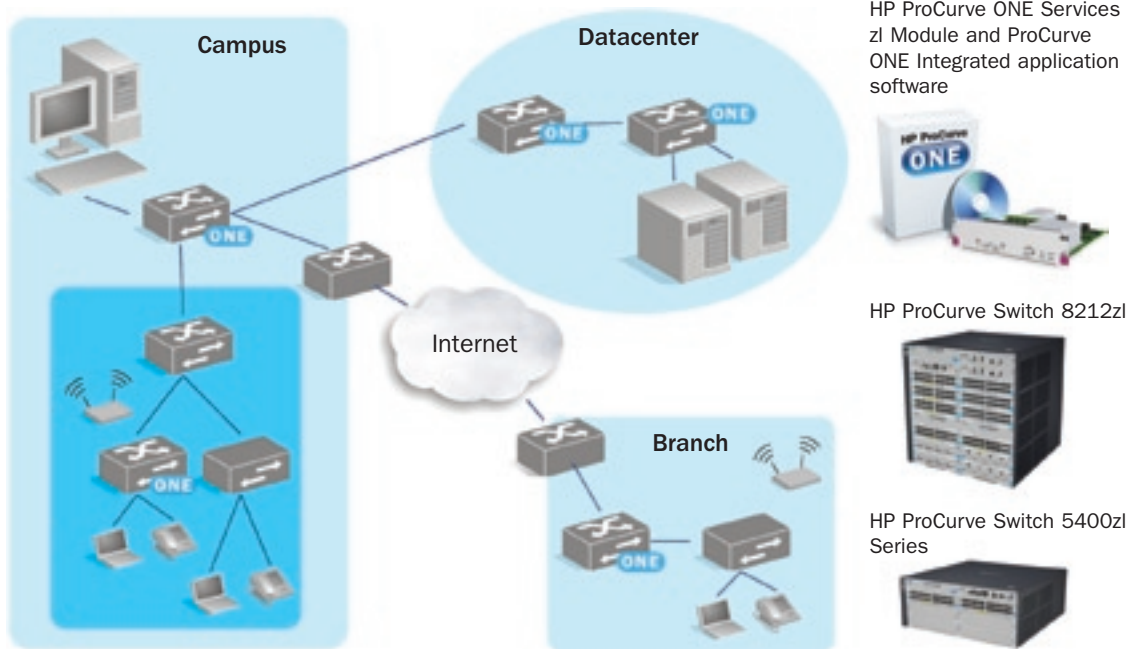 Campus
Datacenter
ONE
ONE
ONE
Internet
ONE
Branch
ONE
HP ProCurve ONE Services
zl Module and ProCurve
ONE Integrated application
software
HP ProCurve
ONE
HP ProCurve Switch 8212zl
HP ProCurve Switch 5400zl
Series